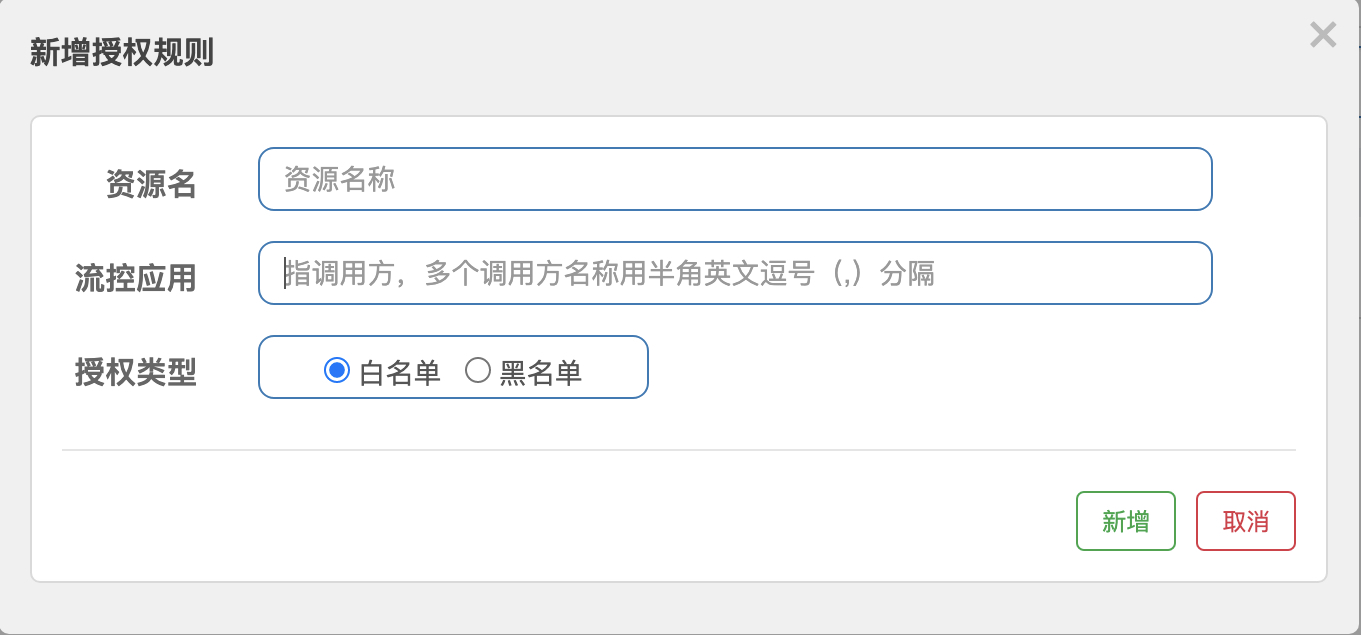 新增授权规则
资源名
资源名称
流控应用
指调用方，多个调用方名称用半角英文逗号（,）分隔
授权类型
白名单 黑名单
新增 取消